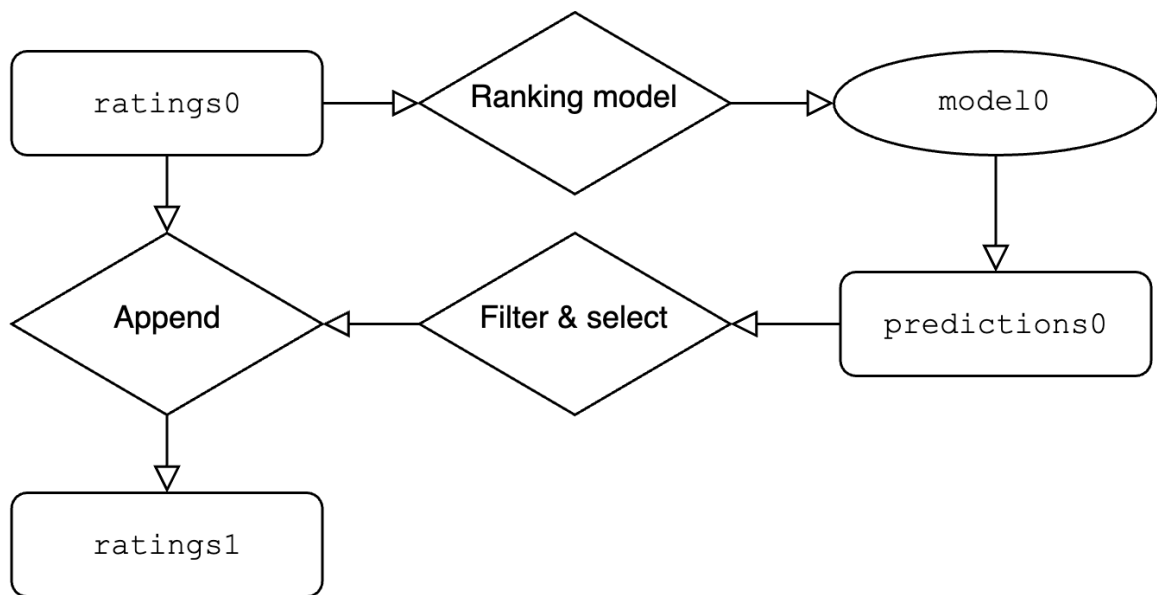 ratings0
Ranking model
model0
Append
Filter & select
predictions0
ratings1